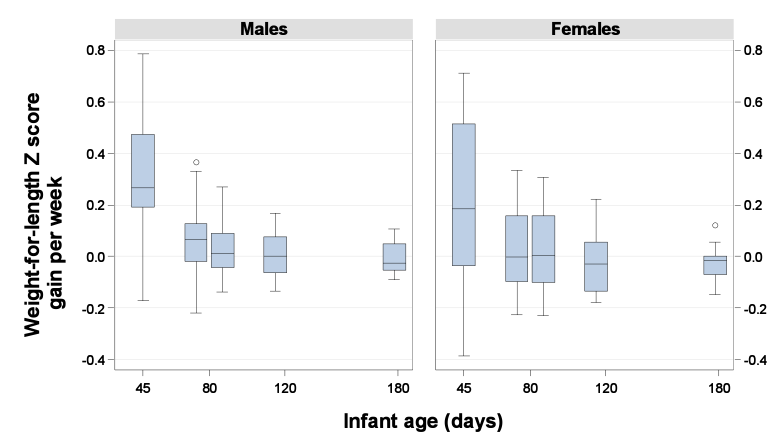 Males
Females
Weight-for-length Z score
gain per week
0.8
0.6
0.4
0.2
0.0
-0.2
-0.4
0.8
0.6
0.4
0.2
0.0
-0.2
-0.4
45 80 120 180
45 80 120 180
Infant age (days)